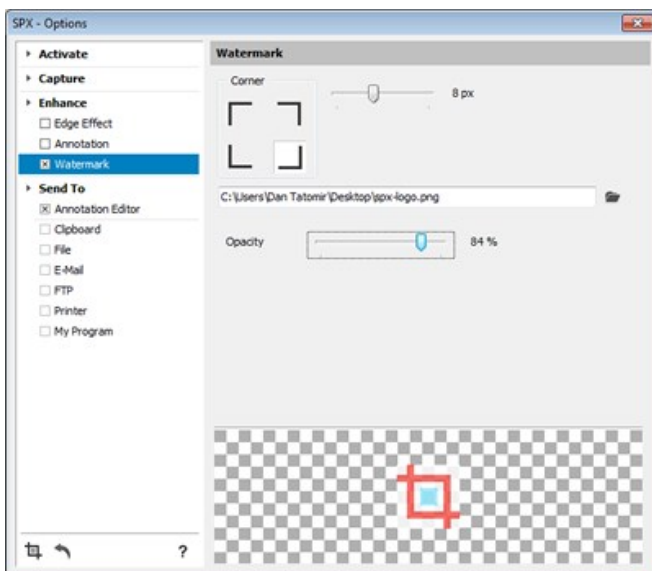 SPX - Options
Activate
Capture
Enhance
Edge Effect
Annotation
Watermark
Send To
Annotation Editor
Clipboard
File
E-Mail
FTP
Printer
My Program
?
Watermark
Corner
8 px
C:\Users\Dan Tatomir\Desktop\spx-logo.png
Opacity
84 %